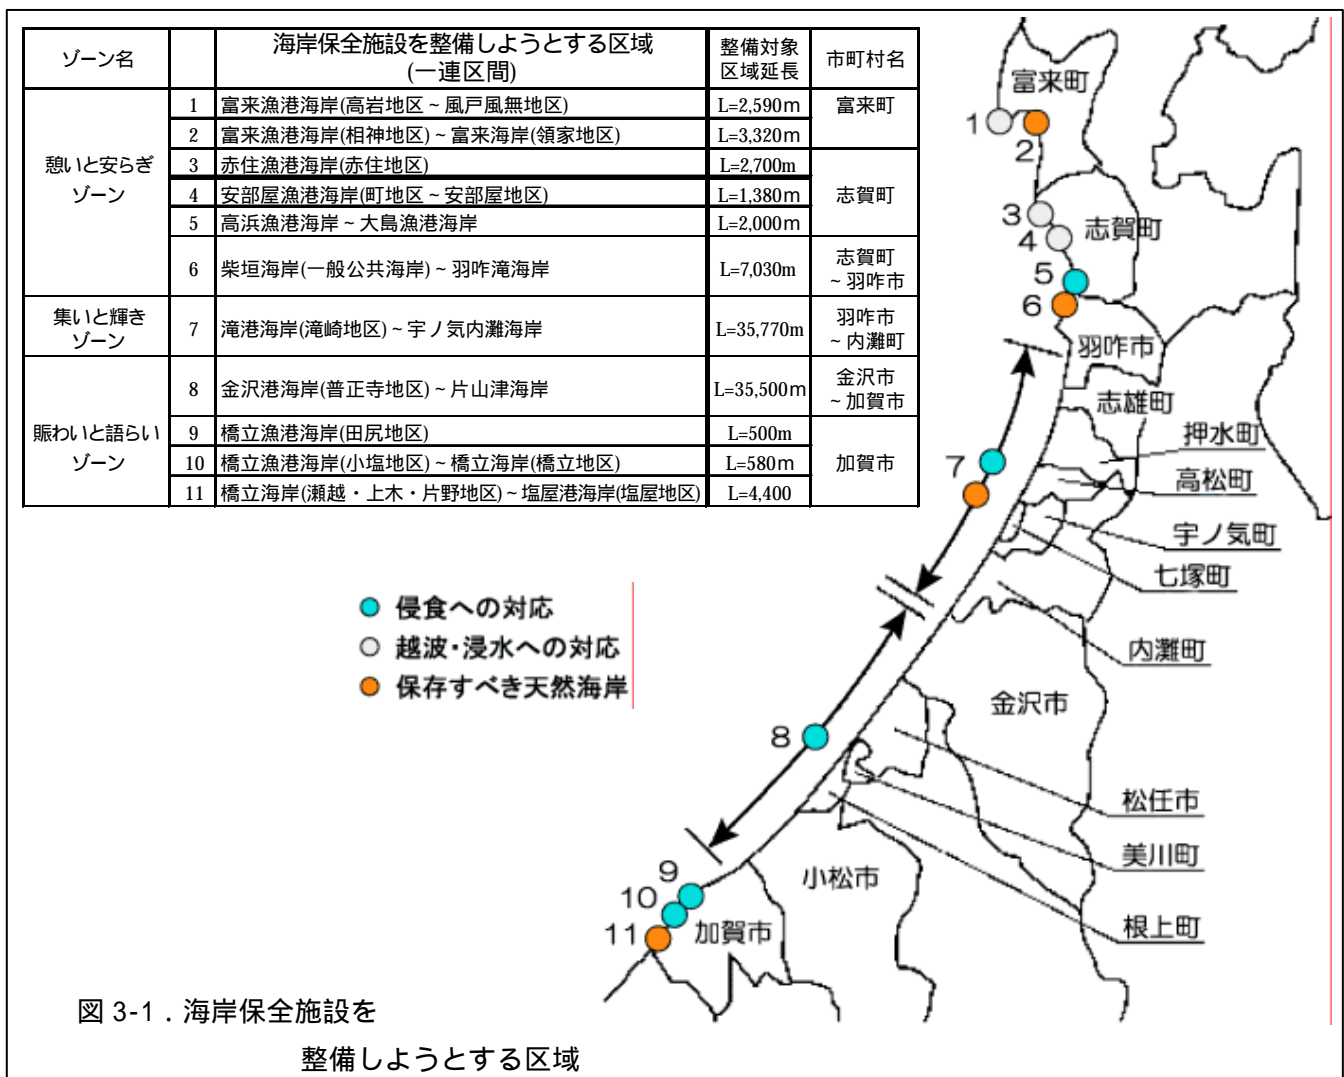 ゾーン名
海岸保全施設を整備しようとする区域
(一連区間)
整備対象
区域延長
市町村名
憩いと安らぎ
ゾーン
1 富来漁港海岸(高岩地区~風戸風無地区) L=2,590m 富来町
2 富来漁港海岸(相神地区)~富来海岸(領家地区) L=3,320m
3 赤住漁港海岸(赤住地区) L=2,700m
4 安部屋漁港海岸(町地区~安部屋地区) L=1,380m 志賀町
5 高浜漁港海岸~大島漁港海岸 L=2,000m
6 柴垣海岸(一般公共海岸)~羽咋滝海岸 L=7,030m
志賀町
~羽咋市
集いと輝き
ゾーン
7 滝港海岸(滝崎地区)~宇ノ気内灘海岸 L=35,770m
羽咋市
~内灘町
賑わいと語らい
ゾーン
8 金沢港海岸(普正寺地区)~片山津海岸 L=35,500m
金沢市
~加賀市
9 橋立漁港海岸(田尻地区) L=500m
10 橋立漁港海岸(小塩地区)~橋立海岸(橋立地区) L=580m 加賀市
11 橋立海岸(瀬越・上木・片野地区)~塩屋港海岸(塩屋地区) L=4,400
富来町
1
2
3
志賀町
4
5
6
羽咋市
志雄町
押水町
7
高松町
宇ノ気町
七塚町
内灘町
金沢市
8
松任市
美川町
小松市
根上町
9
10
11
加賀市
侵食への対応
越波・浸水への対応
保存すべき天然海岸
図 3-1.海岸保全施設を
整備しようとする区域